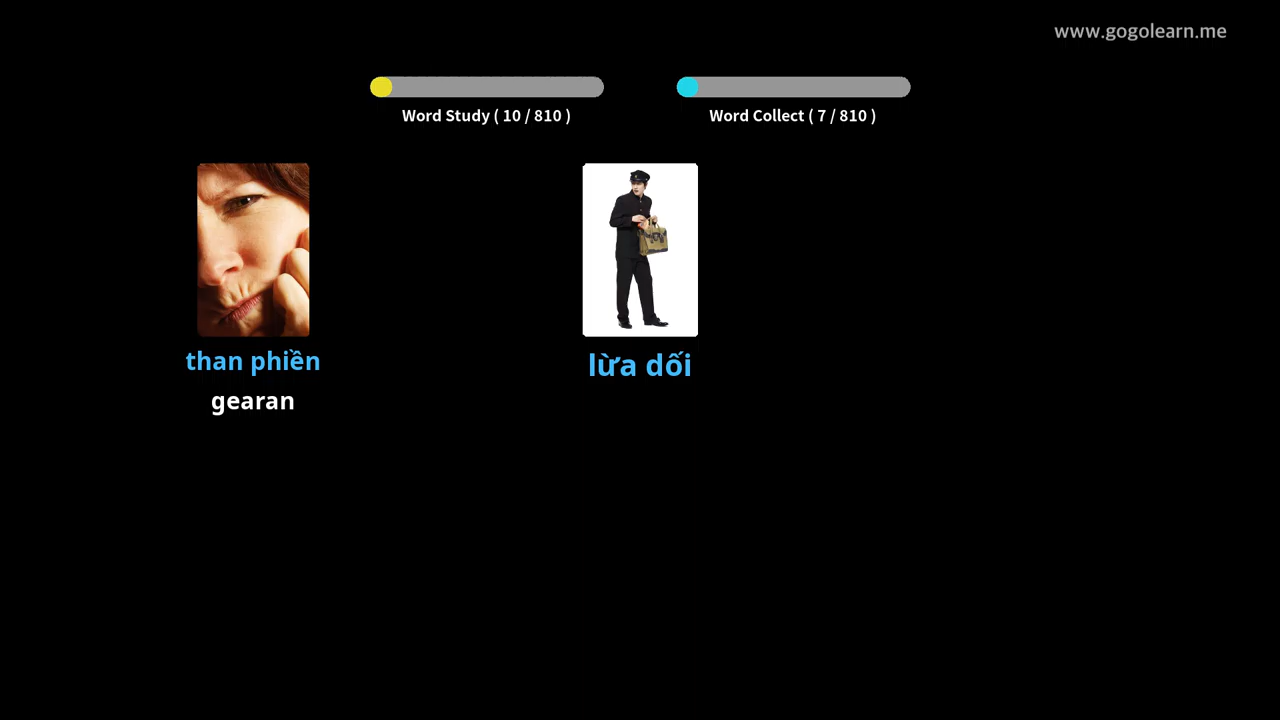 www.gogolearn.me
Word Study ( 10 / 810 )
Word Collect ( 7 / 810 )
than phiền
gearan
lừa dối